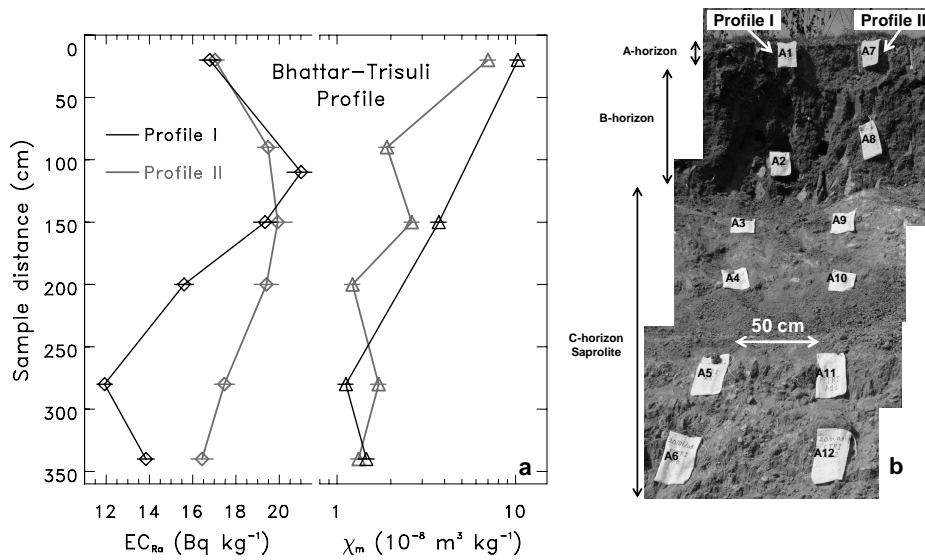 0
50
100
150
200
250
300
350
Sample distance (cm)
Bhattar-Trisuli
Profile
Profile I
Profile II
a
12 14 16 18 20
EC_Ra (Bq kg⁻¹)
1 10
χ_m (10⁻⁸ m³ kg⁻¹)
Profile I
Profile II
A-horizon
B-horizon
C-horizon
Saprolite
A1
A7
A8
A2
A3
A9
A4
A10
50 cm
A5
A11
A6
A12
b